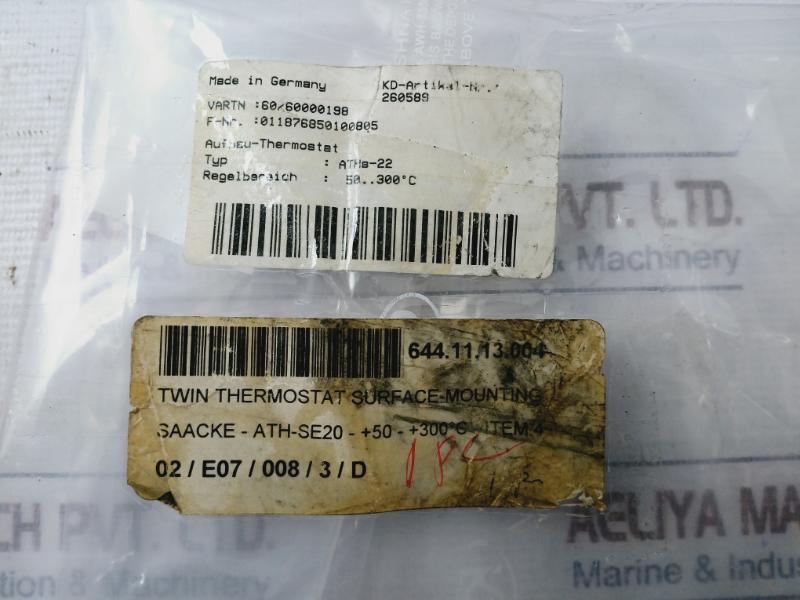 Made in Germany
KD-Artikel-Nr.:
260589
VARTN :60/60000198
F-Nr. :011876850100805
Aufbau-Thermostat
Typ : ATHs-22
Regelbereich : 50..300°C
PVT. LTD.
& Machinery
644.11.13.004
TWIN THERMOSTAT SURFACE-MOUNTING
SAACKE - ATH-SE20 - +50 - +300°C ITEM 4
02 / E07 / 008 / 3 / D
1 PC
CH PVT. LTD.
tion & Machinery
AELIYA MA
Marine & Indus